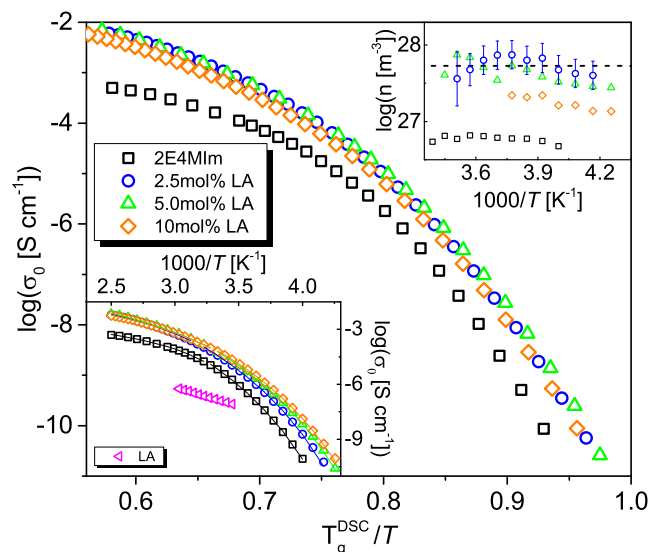 -2
-4
-6
-8
-10
log(σ₀ [S cm⁻¹])
0.6 0.7 0.8 0.9 1.0
T_g^DSC/T
2E4MIm
2.5mol% LA
5.0mol% LA
10mol% LA
28
27
log(n [m⁻³])
3.6 3.9 4.2
1000/T [K⁻¹]
1000/T [K⁻¹]
2.5 3.0 3.5 4.0
-3
-6
-9
log(σ₀ [S cm⁻¹])
LA